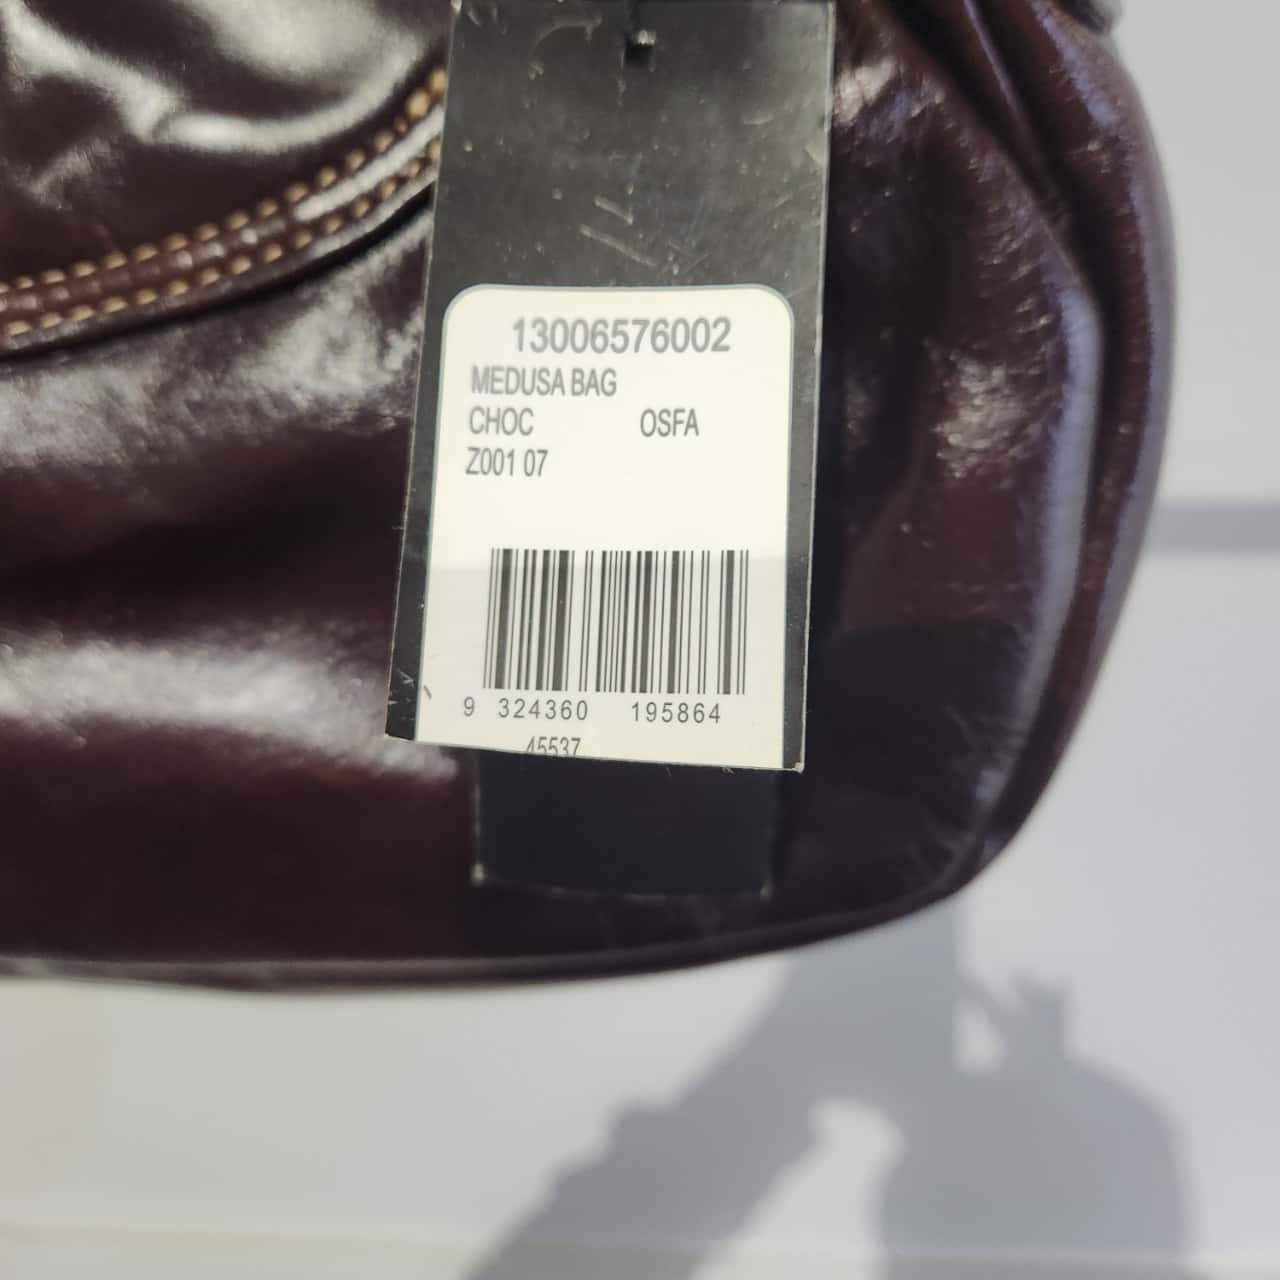 13006576002
MEDUSA BAG
CHOC OSFA
Z001 07
9 324360 195864
45537